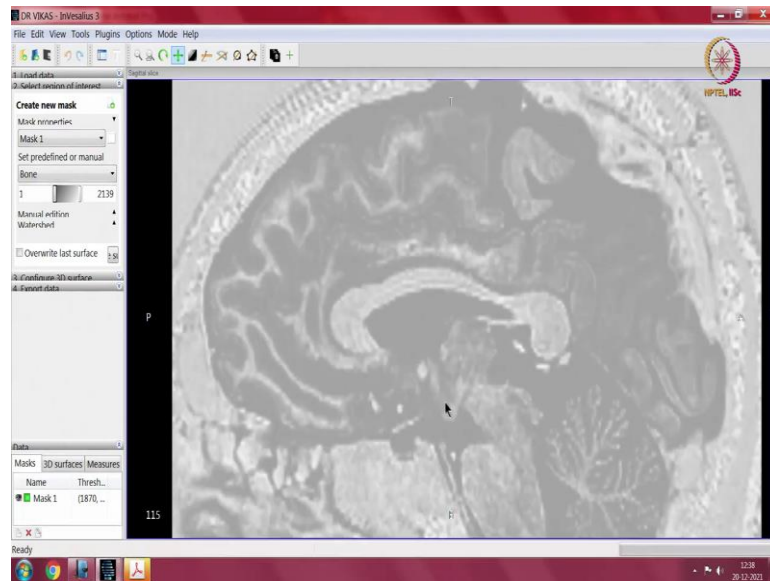 DR VIKAS - InVesalius 3
File Edit View Tools Plugins Options Mode Help
1. Load data
2. Select region of interest
Sagital slice
NPTEL, IISc
Create new mask
Mask properties
Mask 1
Set predefined or manual
Bone
1 2139
Manual edition
Watershed
Overwrite last surface
3. Configure 3D surface
4. Export data
T
P
A
115
Data
Masks 3D surfaces Measures
Name Thresh..
Mask 1 (1870, ...
Ready
12:38
20-12-2021